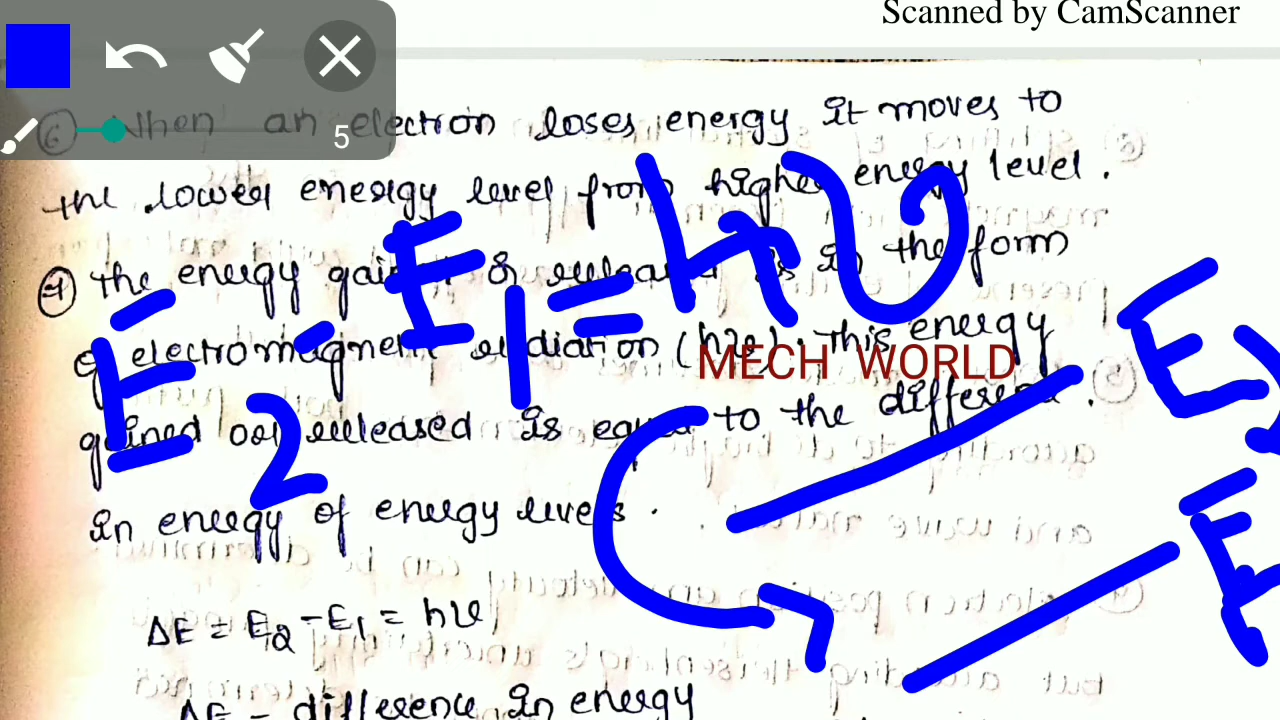 Scanned by CamScanner
5
⑥ When an electron loses energy it moves to
the lower energy level from higher energy level.
the energy gained or released is in the form
of electromagnetic radiation (hν). This energy
MECH WORLD
gained or released is equal to the different
in energy of energy levels.
E2 - E1 = hν
E2
E
ΔE = E2 - E1 = hν
ΔE = difference in energy